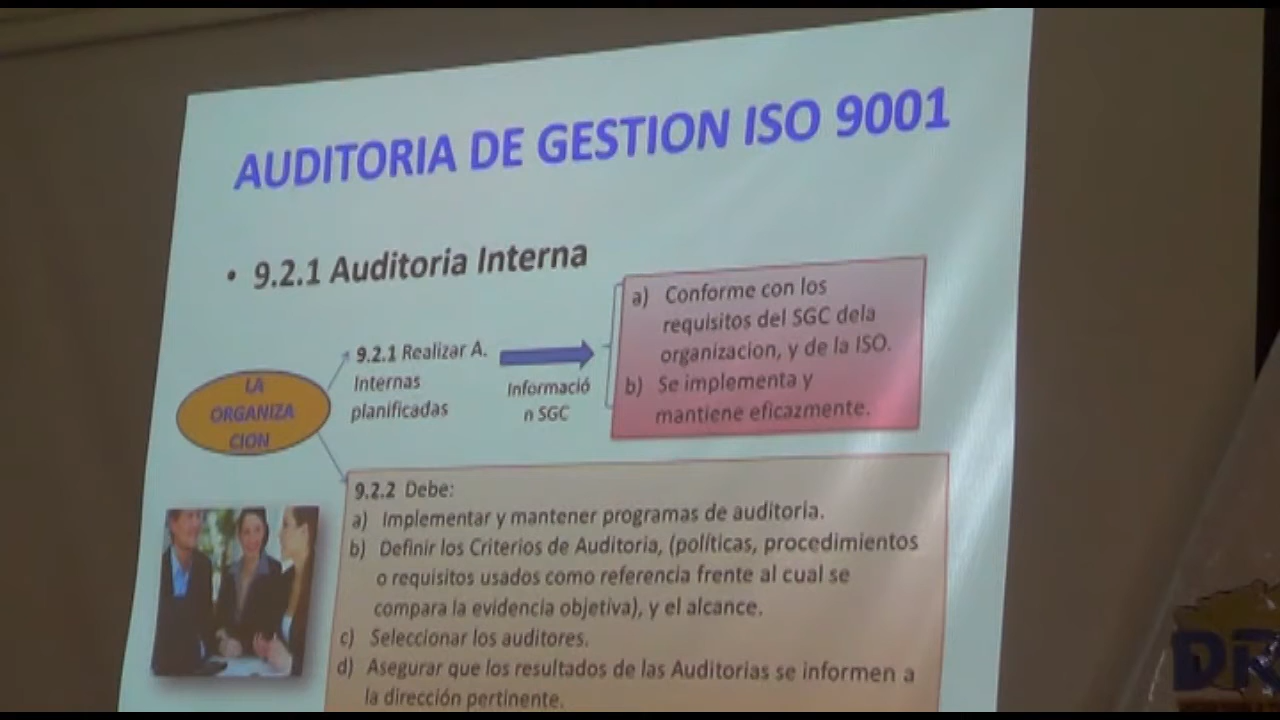 AUDITORIA DE GESTION ISO 9001
• 9.2.1 Auditoria Interna
9.2.1 Realizar A.
Internas
planificadas
Informació
n SGC
a) Conforme con los
requisitos del SGC dela
organizacion, y de la ISO.
b) Se implementa y
mantiene eficazmente.
LA
ORGANIZA
CION
9.2.2 Debe:
a) Implementar y mantener programas de auditoria.
b) Definir los Criterios de Auditoria, (políticas, procedimientos
o requisitos usados como referencia frente al cual se
compara la evidencia objetiva), y el alcance.
c) Seleccionar los auditores.
d) Asegurar que los resultados de las Auditorias se informen a
la dirección pertinente.